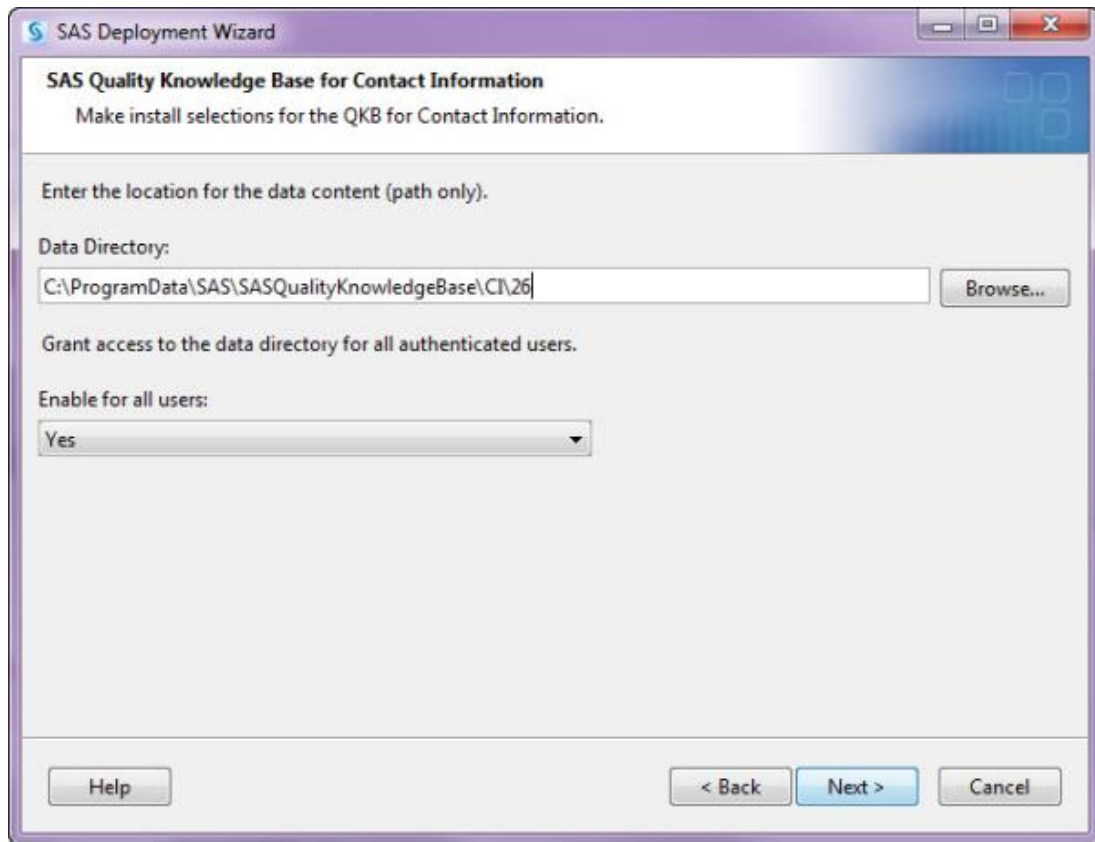 SAS Deployment Wizard
SAS Quality Knowledge Base for Contact Information
Make install selections for the QKB for Contact Information.
Enter the location for the data content (path only).
Data Directory:
C:\ProgramData\SAS\SASQualityKnowledgeBase\CI\26
Browse...
Grant access to the data directory for all authenticated users.
Enable for all users:
Yes
Help
< Back
Next >
Cancel